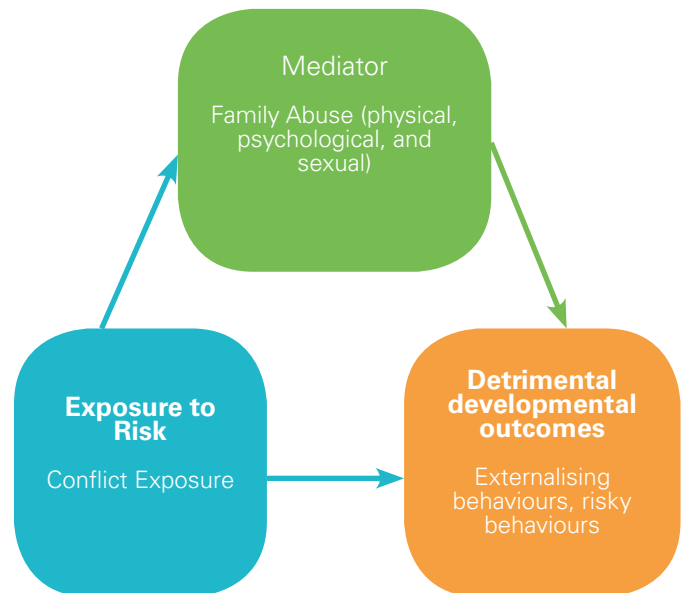 Mediator
Family Abuse (physical,
psychological, and
sexual)
Exposure to
Risk
Conflict Exposure
Detrimental
developmental
outcomes
Externalising
behaviours, risky
behaviours